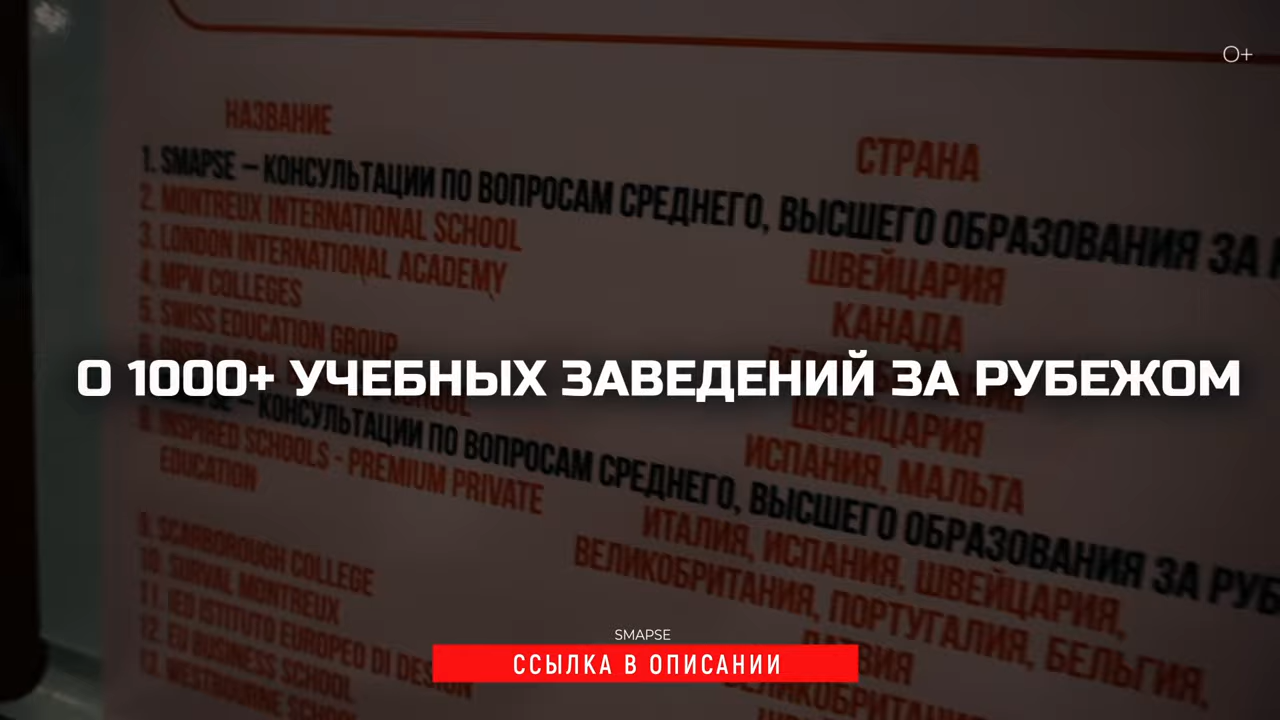 0+
НАЗВАНИЕ
СТРАНА
1. SMAPSE – КОНСУЛЬТАЦИИ ПО ВОПРОСАМ СРЕДНЕГО, ВЫСШЕГО ОБРАЗОВАНИЯ ЗА
2. MONTREUX INTERNATIONAL SCHOOL
ШВЕЙЦАРИЯ
3. LONDON INTERNATIONAL ACADEMY
КАНАДА
4. MPW COLLEGES
5. SWISS EDUCATION GROUP
ШВЕЙЦАРИЯ
О 1000+ УЧЕБНЫХ ЗАВЕДЕНИЙ ЗА РУБЕЖОМ
ИСПАНИЯ, МАЛЬТА
– КОНСУЛЬТАЦИИ ПО ВОПРОСАМ СРЕДНЕГО, ВЫСШЕГО ОБРАЗОВАНИЯ ЗА
8. INSPIRED SCHOOLS - PREMIUM PRIVATE
EDUCATION
ИТАЛИЯ, ИСПАНИЯ, ШВЕЙЦАРИЯ,
ВЕЛИКОБРИТАНИЯ, ПОРТУГАЛИЯ, БЕЛЬГИЯ,
9. SCARBOROUGH COLLEGE
10. SURVAL MONTREUX
11. IED ISTITUTO EUROPEO DI DESIGN
12. EU BUSINESS SCHOOL
13. WESTBOURNE SCHOOL
SMAPSE
ССЫЛКА В ОПИСАНИИ